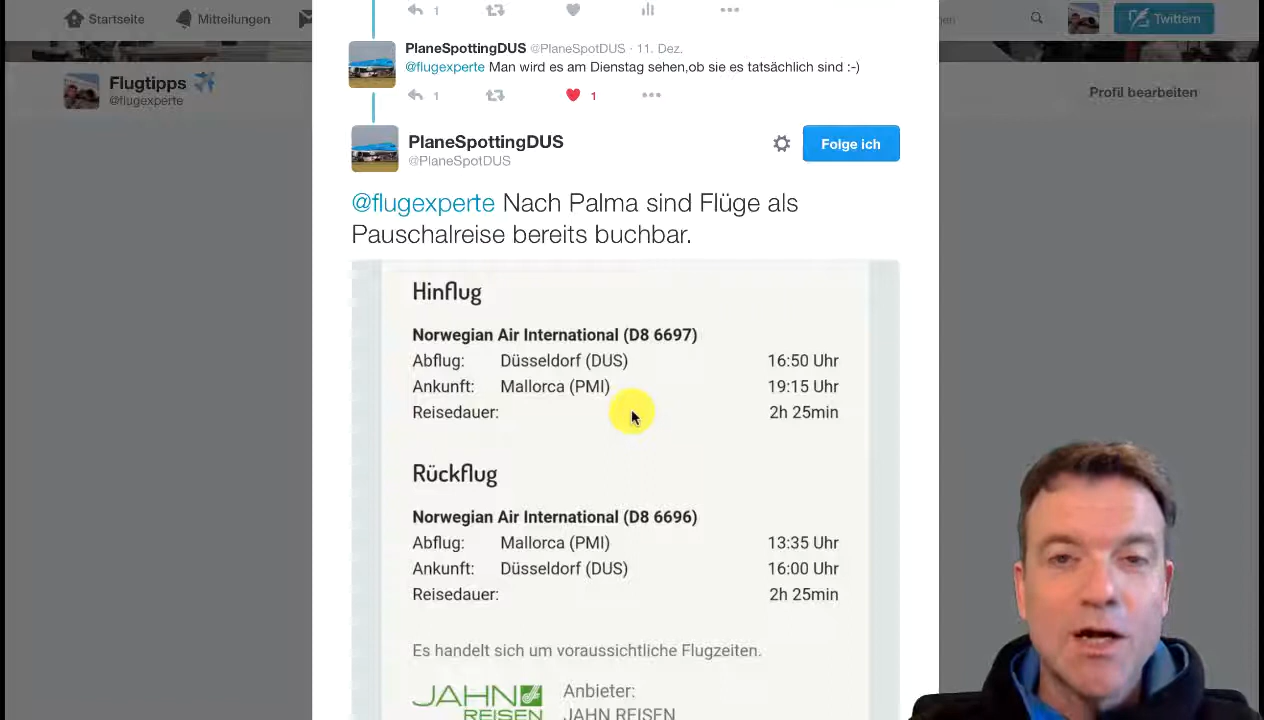 Startseite
Mitteilungen
Twittern
1
PlaneSpottingDUS @PlaneSpotDUS · 11. Dez.
@flugexperte Man wird es am Dienstag sehen,ob sie es tatsächlich sind :-)
1
1
Flugtipps
@flugexperte
Profil bearbeiten
PlaneSpottingDUS
@PlaneSpotDUS
Folge ich
@flugexperte Nach Palma sind Flüge als
Pauschalreise bereits buchbar.
Hinflug
Norwegian Air International (D8 6697)
Abflug: Düsseldorf (DUS) 16:50 Uhr
Ankunft: Mallorca (PMI) 19:15 Uhr
Reisedauer: 2h 25min
Rückflug
Norwegian Air International (D8 6696)
Abflug: Mallorca (PMI) 13:35 Uhr
Ankunft: Düsseldorf (DUS) 16:00 Uhr
Reisedauer: 2h 25min
Es handelt sich um voraussichtliche Flugzeiten.
JAHN
REISEN
Anbieter:
JAHN REISEN